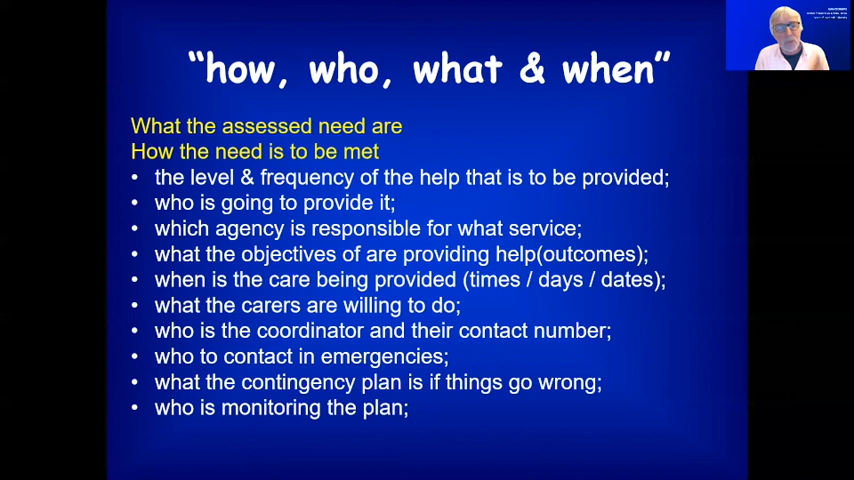 “how, who, what & when”
What the assessed need are
How the need is to be met
• the level & frequency of the help that is to be provided;
• who is going to provide it;
• which agency is responsible for what service;
• what the objectives of are providing help(outcomes);
• when is the care being provided (times / days / dates);
• what the carers are willing to do;
• who is the coordinator and their contact number;
• who to contact in emergencies;
• what the contingency plan is if things go wrong;
• who is monitoring the plan;